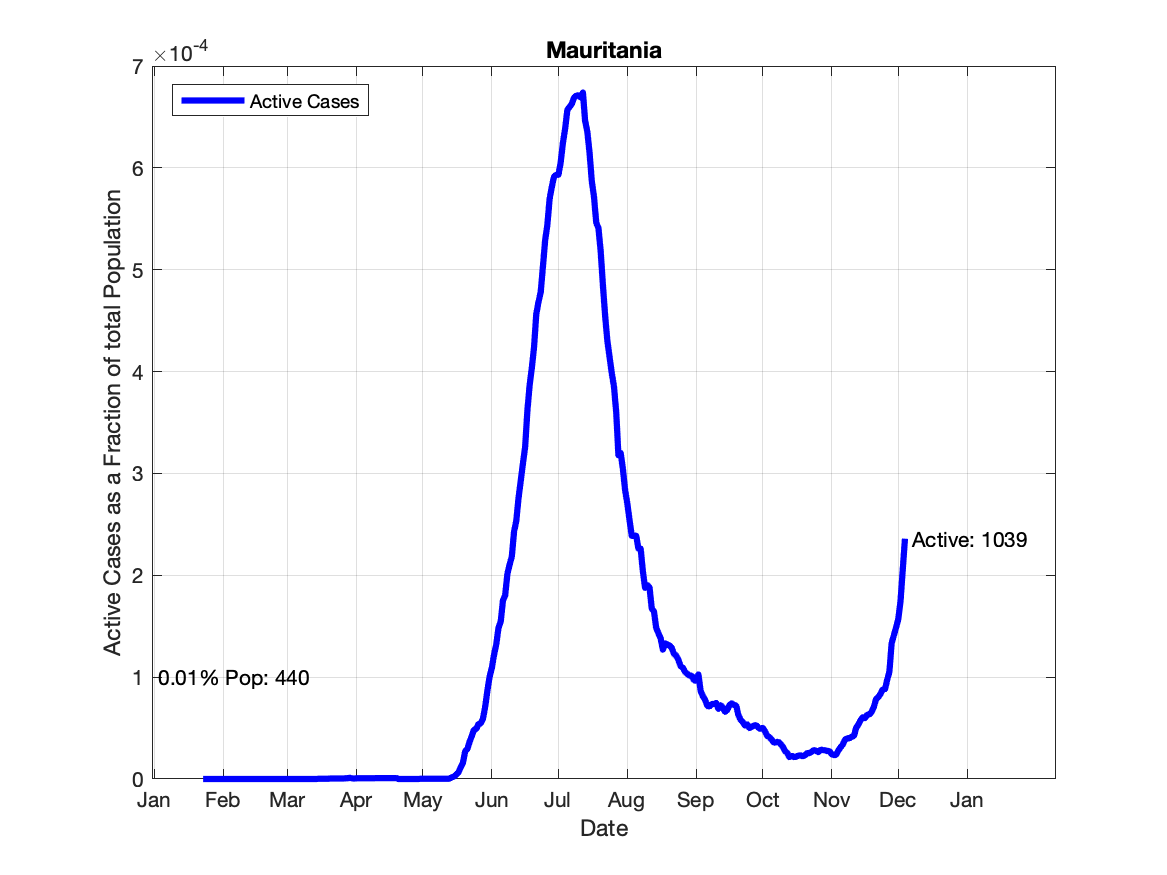 Mauritania
×10-4
Active Cases
7
6
5
4
3
2
1
0
Active Cases as a Fraction of total Population
0.01% Pop: 440
Active: 1039
Jan Feb Mar Apr May Jun Jul Aug Sep Oct Nov Dec Jan
Date